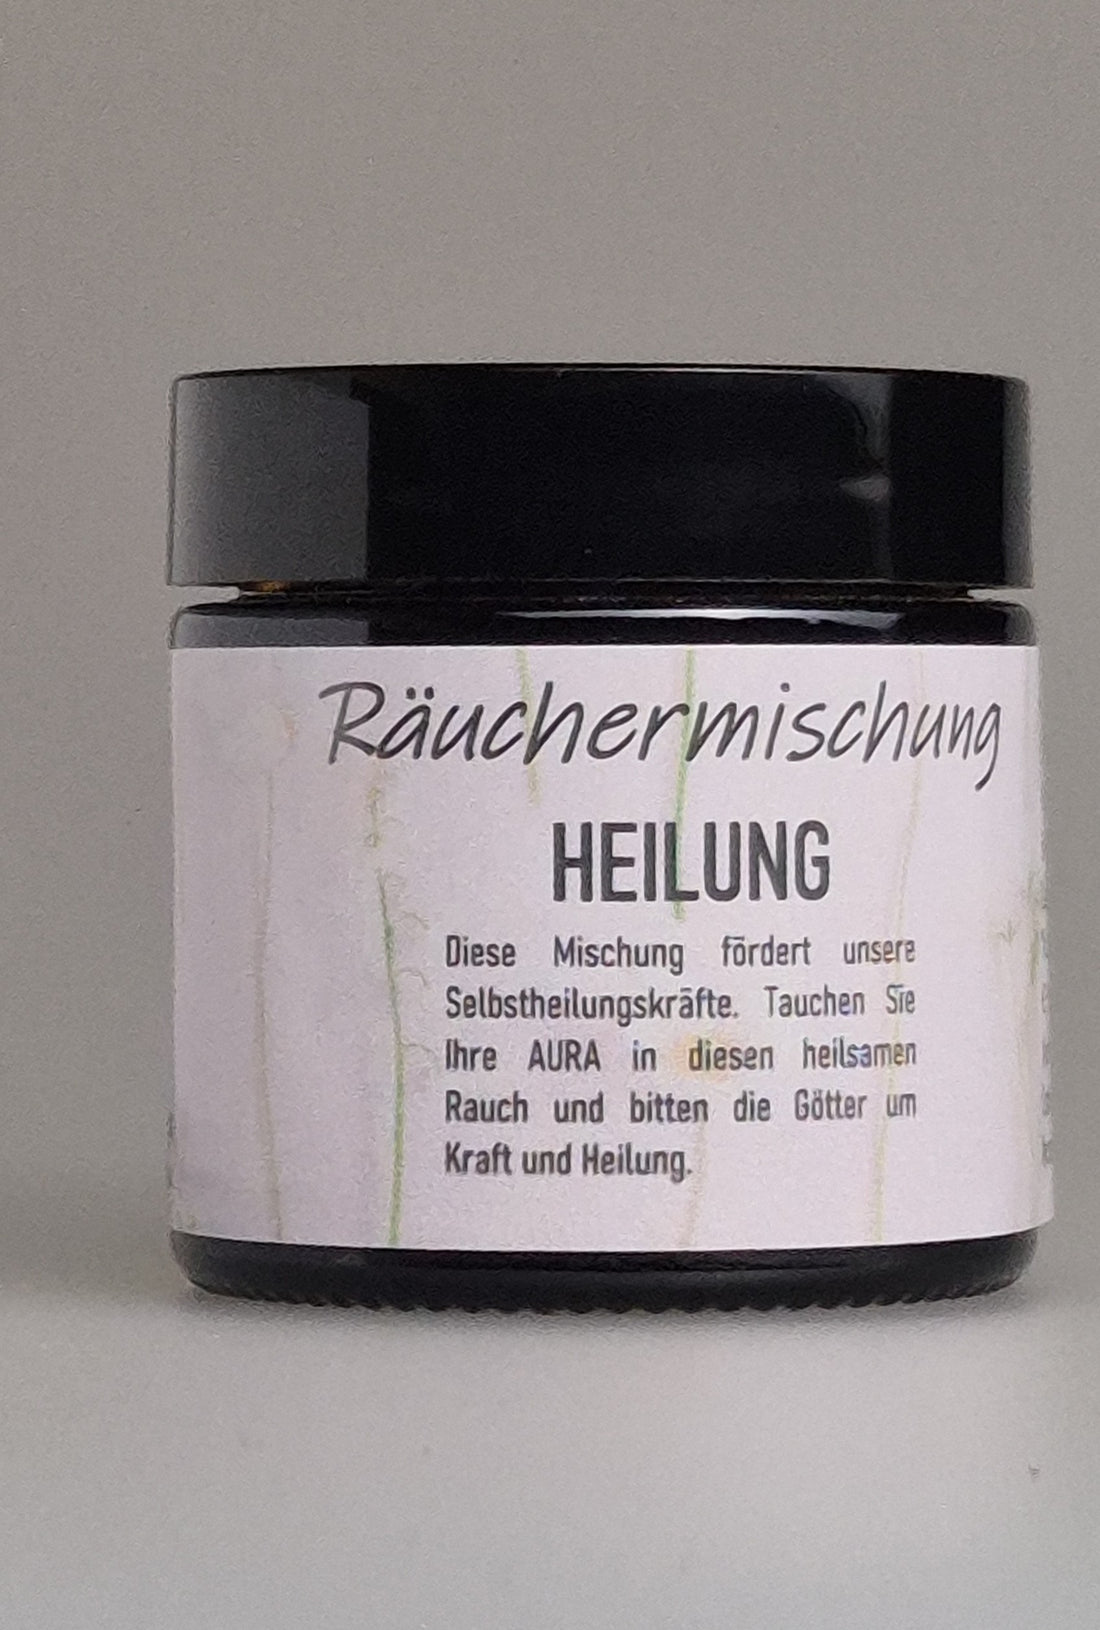 Räuchermischung
HEILUNG
Diese Mischung fördert unsere
Selbstheilungskräfte. Tauchen Sie
Ihre AURA in diesen heilsamen
Rauch und bitten die Götter um
Kraft und Heilung.